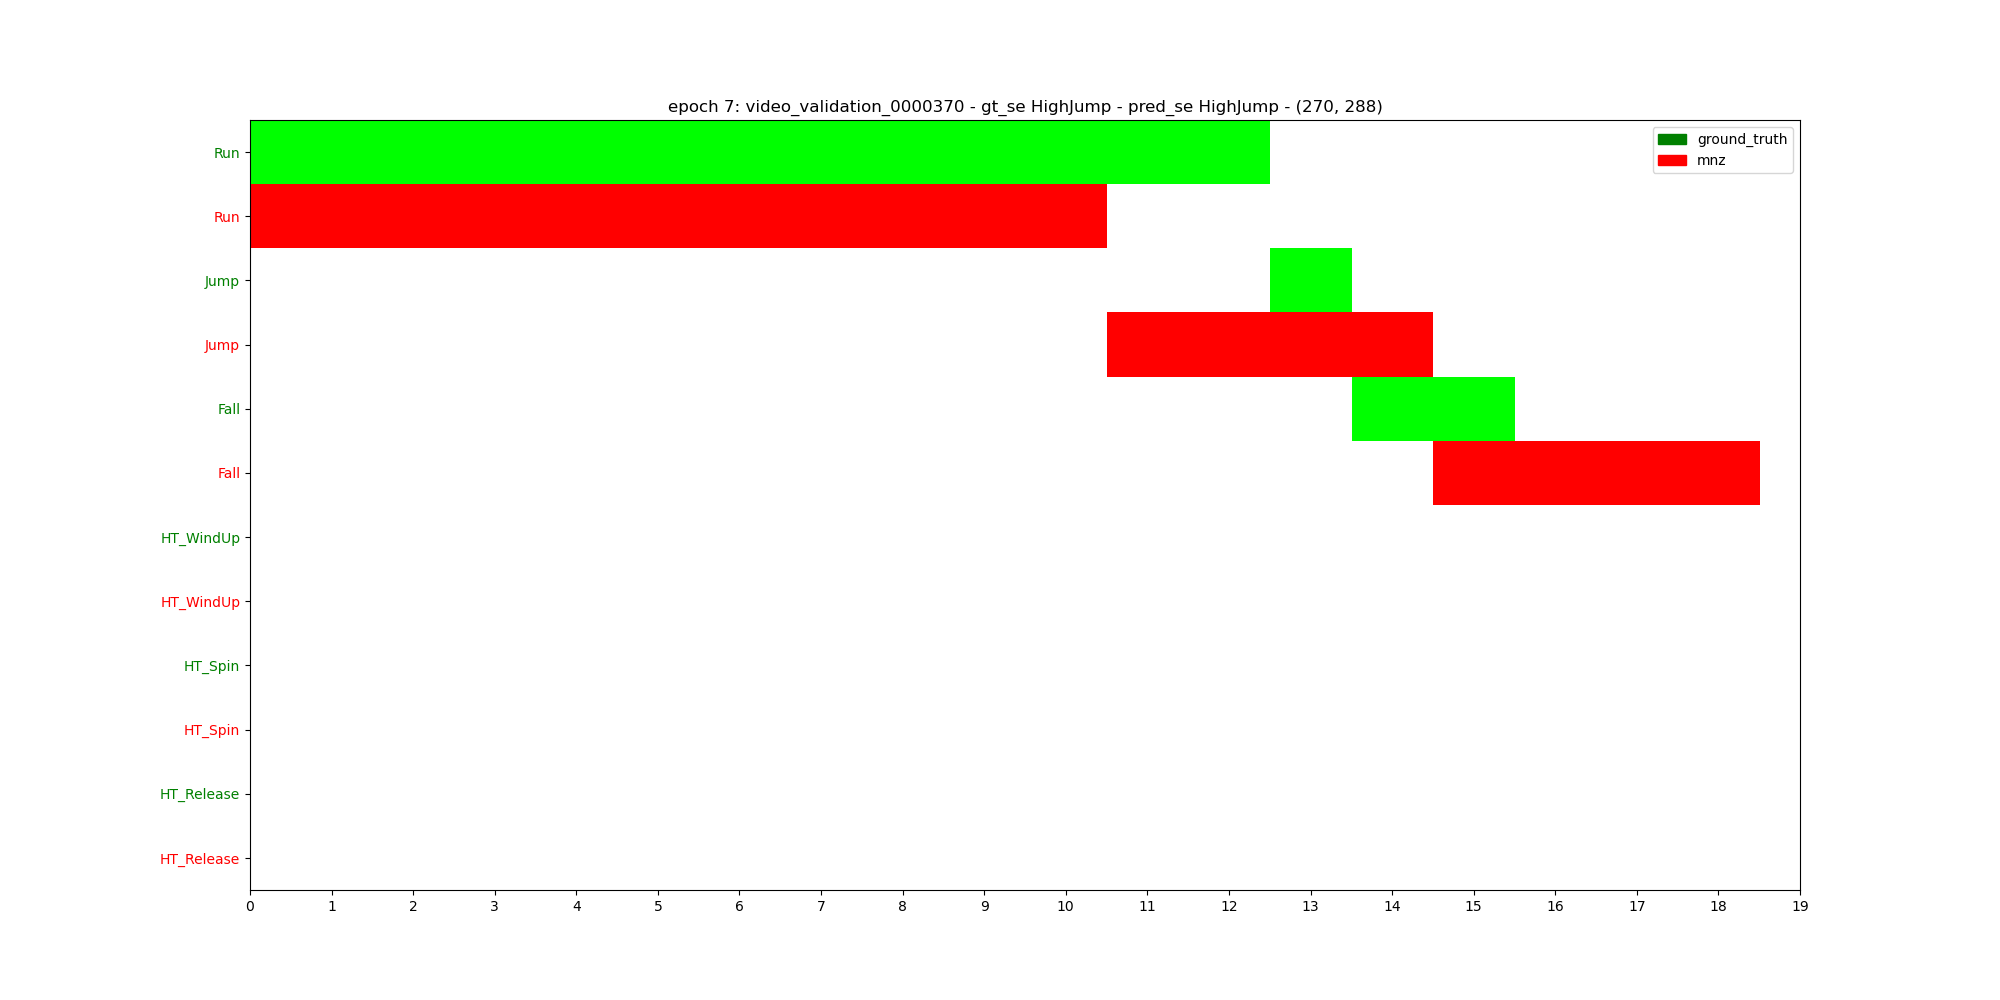 epoch 7: video_validation_0000370 - gt_se HighJump - pred_se HighJump - (270, 288)
ground_truth
mnz
Run
Run
Jump
Jump
Fall
Fall
HT_WindUp
HT_WindUp
HT_Spin
HT_Spin
HT_Release
HT_Release
0 1 2 3 4 5 6 7 8 9 10 11 12 13 14 15 16 17 18 19